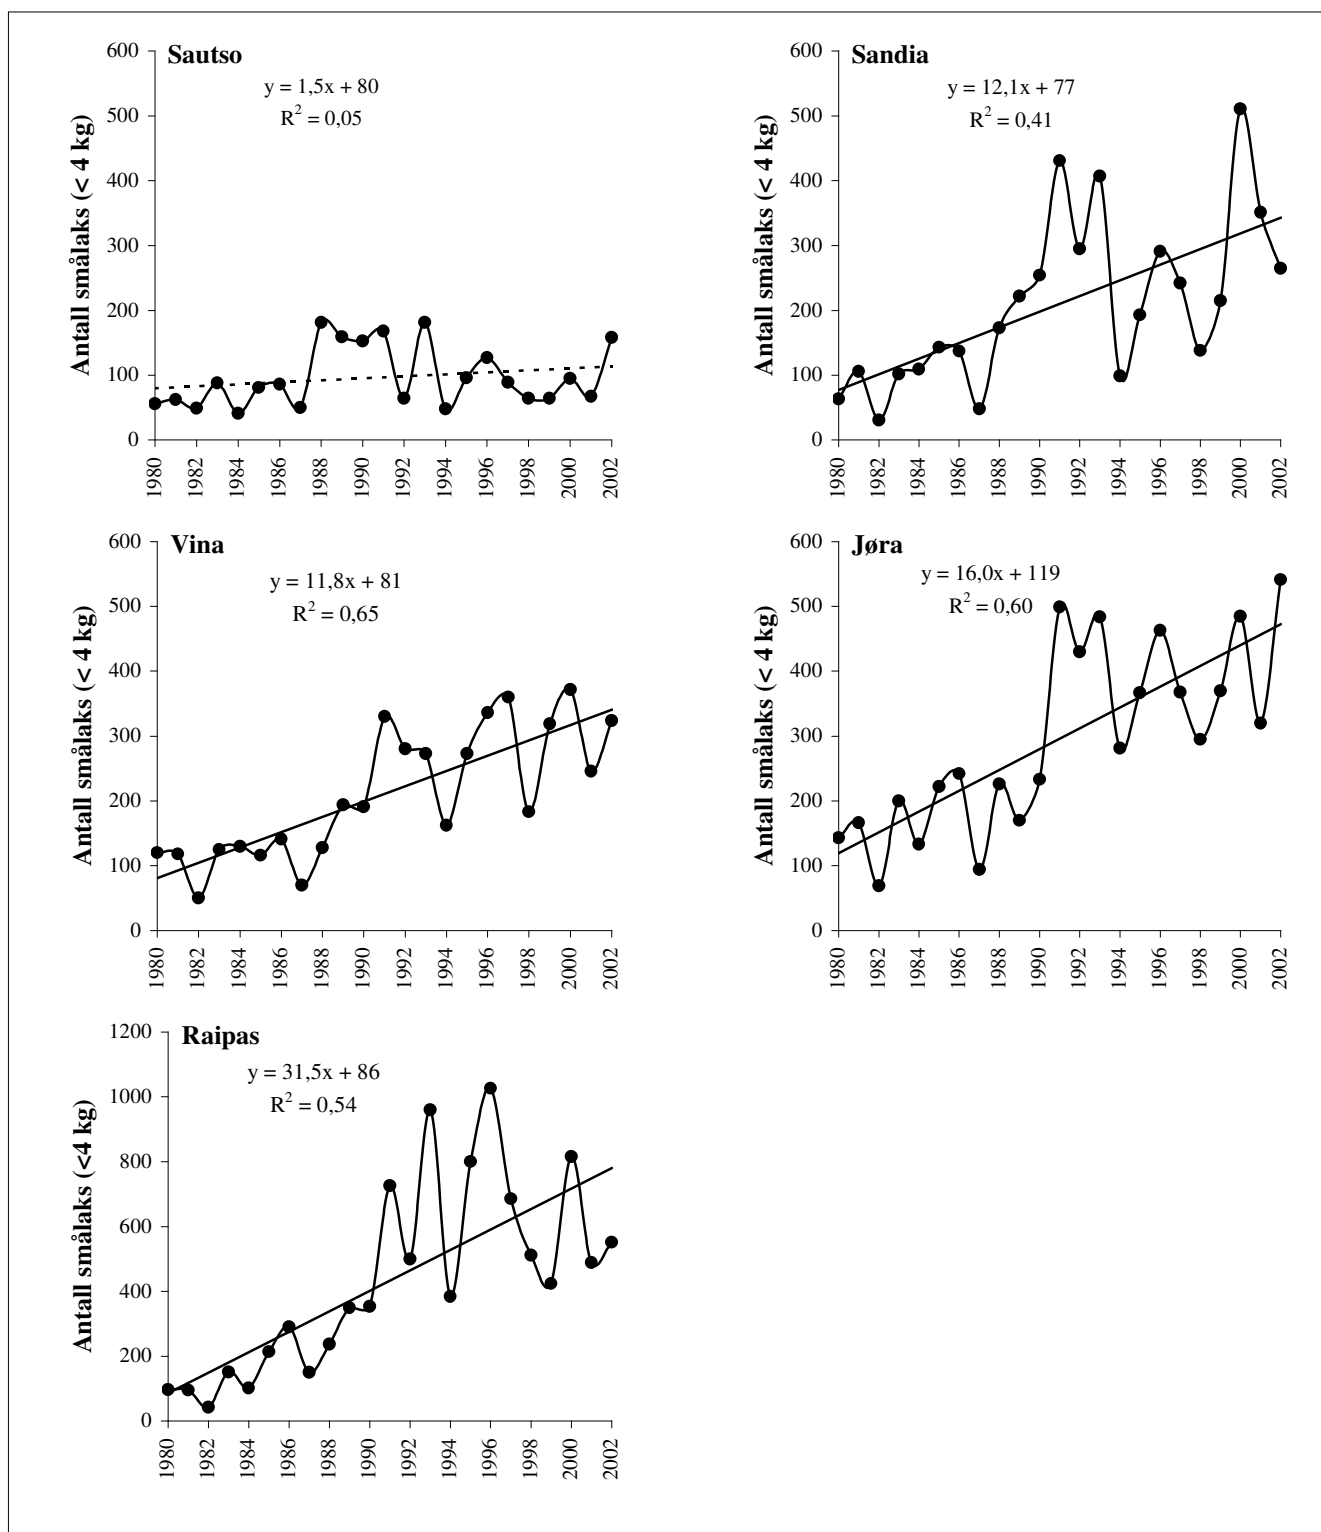 Sautso
y = 1,5x + 80
R² = 0,05
Antall smålaks (< 4 kg)
600
500
400
300
200
100
0
1980 1982 1984 1986 1988 1990 1992 1994 1996 1998 2000 2002
Sandia
y = 12,1x + 77
R² = 0,41
Antall smålaks (< 4 kg)
600
500
400
300
200
100
0
1980 1982 1984 1986 1988 1990 1992 1994 1996 1998 2000 2002
Vina
y = 11,8x + 81
R² = 0,65
Antall smålaks (< 4 kg)
600
500
400
300
200
100
0
1980 1982 1984 1986 1988 1990 1992 1994 1996 1998 2000 2002
Jøra
y = 16,0x + 119
R² = 0,60
Antall smålaks (< 4 kg)
600
500
400
300
200
100
0
1980 1982 1984 1986 1988 1990 1992 1994 1996 1998 2000 2002
Raipas
y = 31,5x + 86
R² = 0,54
Antall smålaks (<4 kg)
1200
1000
800
600
400
200
0
1980 1982 1984 1986 1988 1990 1992 1994 1996 1998 2000 2002